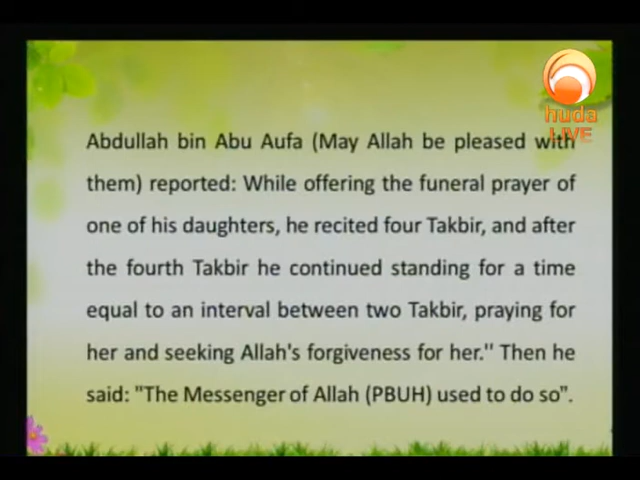 huda
LIVE
Abdullah bin Abu Aufa (May Allah be pleased with
them) reported: While offering the funeral prayer of
one of his daughters, he recited four Takbir, and after
the fourth Takbir he continued standing for a time
equal to an interval between two Takbir, praying for
her and seeking Allah's forgiveness for her.'' Then he
said: "The Messenger of Allah (PBUH) used to do so".